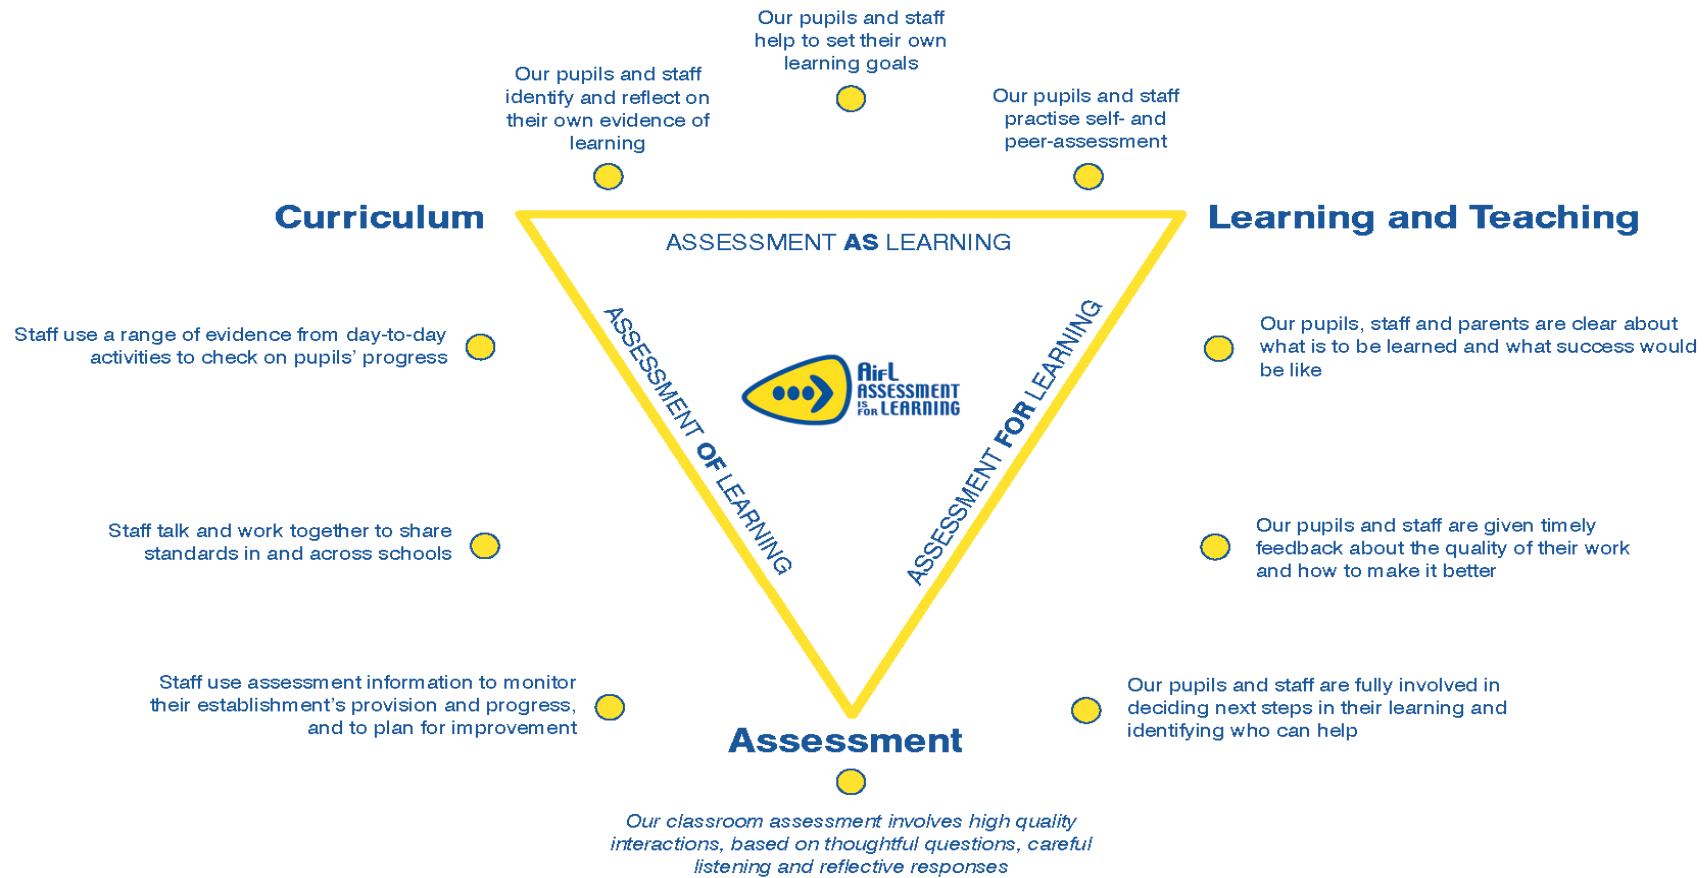 Our pupils and staff
help to set their own
learning goals
Our pupils and staff
identify and reflect on
their own evidence of
learning
Our pupils and staff
practise self- and
peer-assessment
Curriculum
Learning and Teaching
ASSESSMENT AS LEARNING
Staff use a range of evidence from day-to-day
activities to check on pupils’ progress
ASSESSMENT OF LEARNING
AifL
ASSESSMENT
IS
FOR LEARNING
ASSESSMENT FOR LEARNING
Our pupils, staff and parents are clear about
what is to be learned and what success would
be like
Staff talk and work together to share
standards in and across schools
Our pupils and staff are given timely
feedback about the quality of their work
and how to make it better
Staff use assessment information to monitor
their establishment’s provision and progress,
and to plan for improvement
Our pupils and staff are fully involved in
deciding next steps in their learning and
identifying who can help
Assessment
Our classroom assessment involves high quality
interactions, based on thoughtful questions, careful
listening and reflective responses